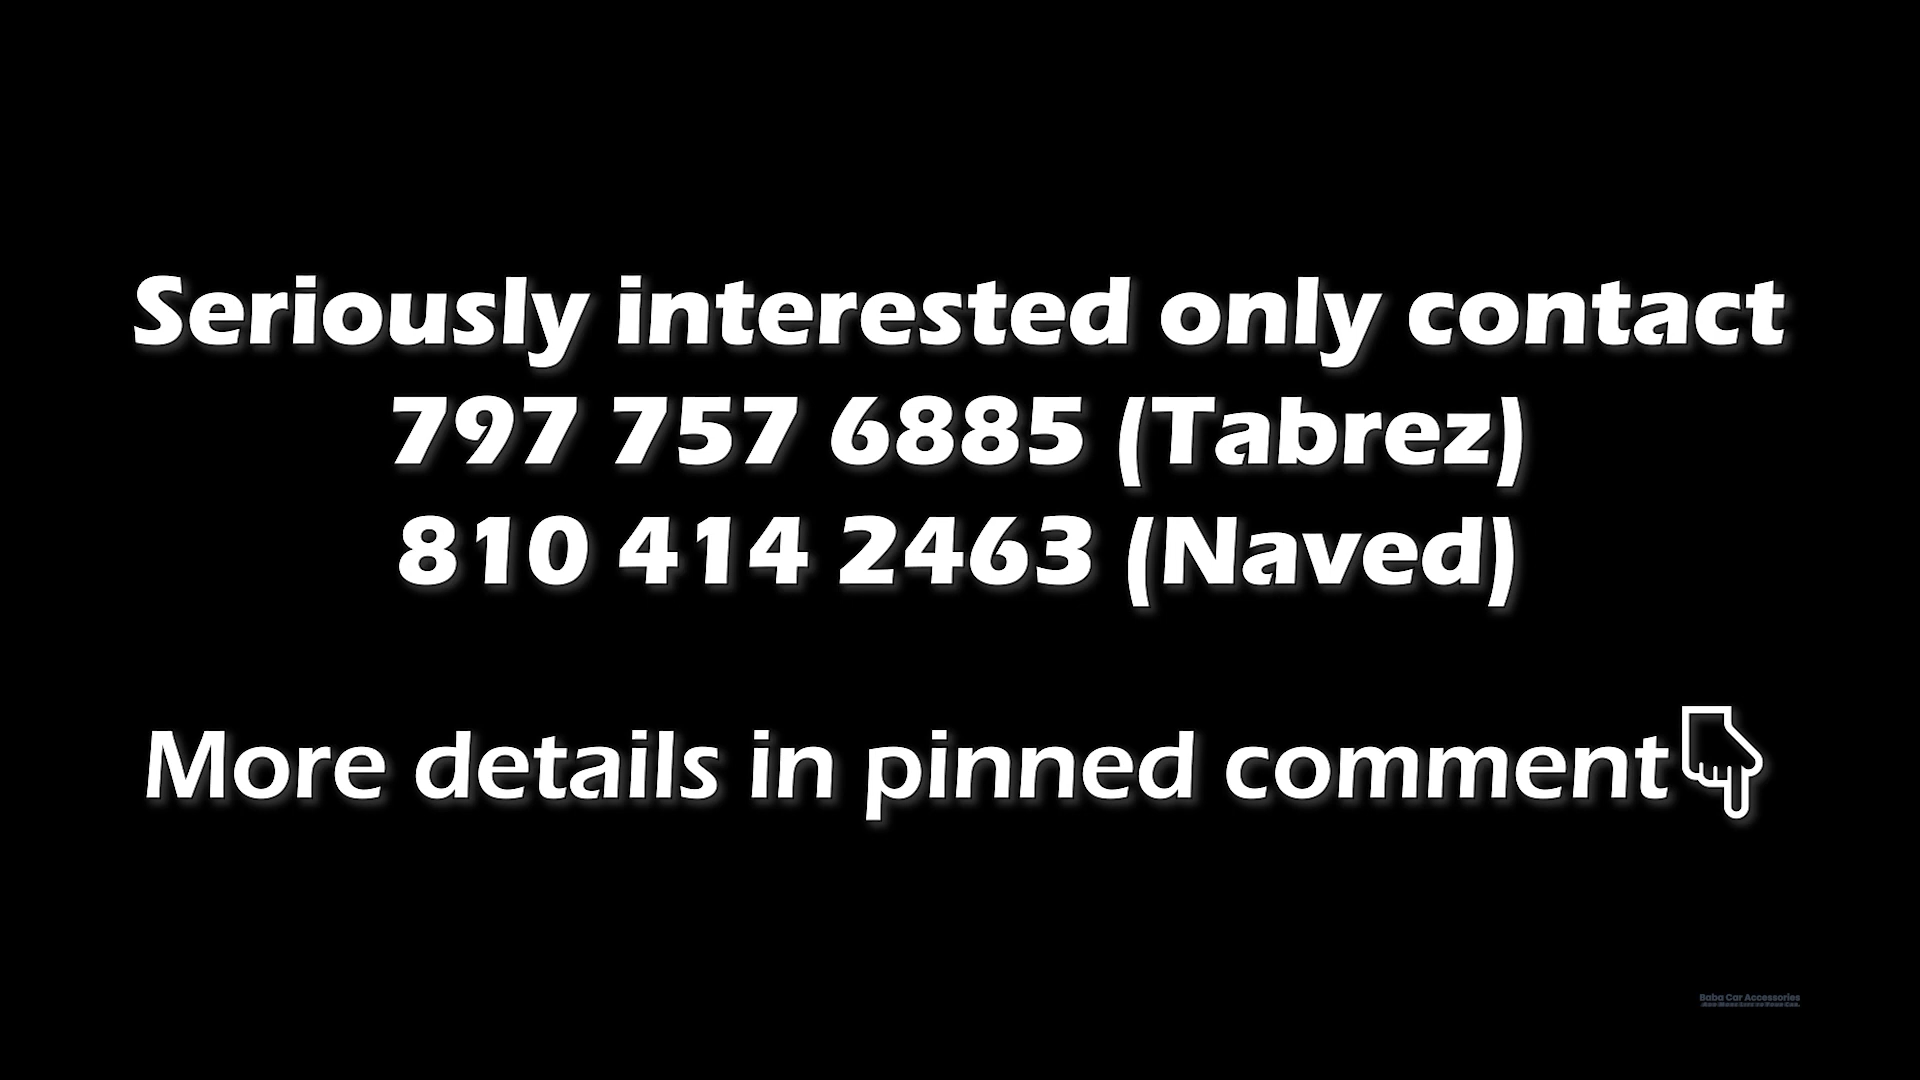 Seriously interested only contact
797 757 6885 (Tabrez)
810 414 2463 (Naved)
More details in pinned comment👇
Baba Car Accessories